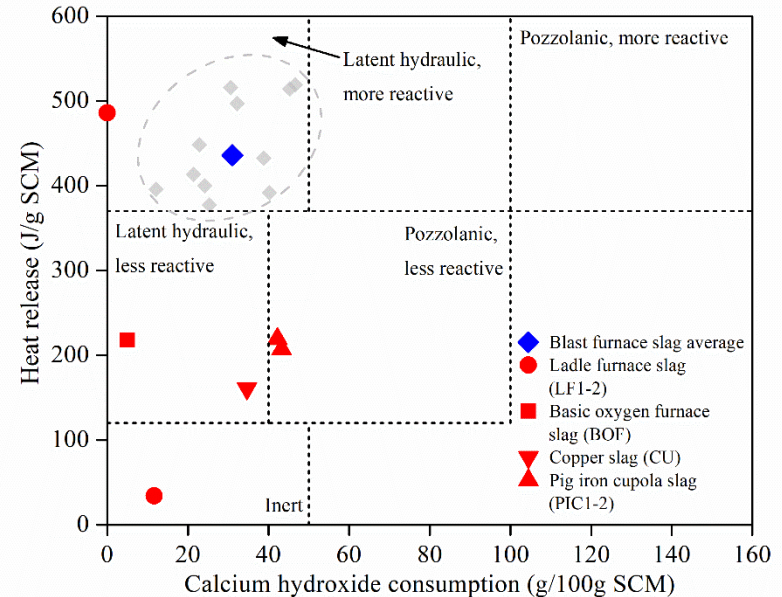 600
500
400
300
200
100
0
Heat release (J/g SCM)
Latent hydraulic,
more reactive
Pozzolanic, more reactive
Latent hydraulic,
less reactive
Pozzolanic,
less reactive
Inert
Blast furnace slag average
Ladle furnace slag
(LF1-2)
Basic oxygen furnace
slag (BOF)
Copper slag (CU)
Pig iron cupola slag
(PIC1-2)
0 20 40 60 80 100 120 140 160
Calcium hydroxide consumption (g/100g SCM)